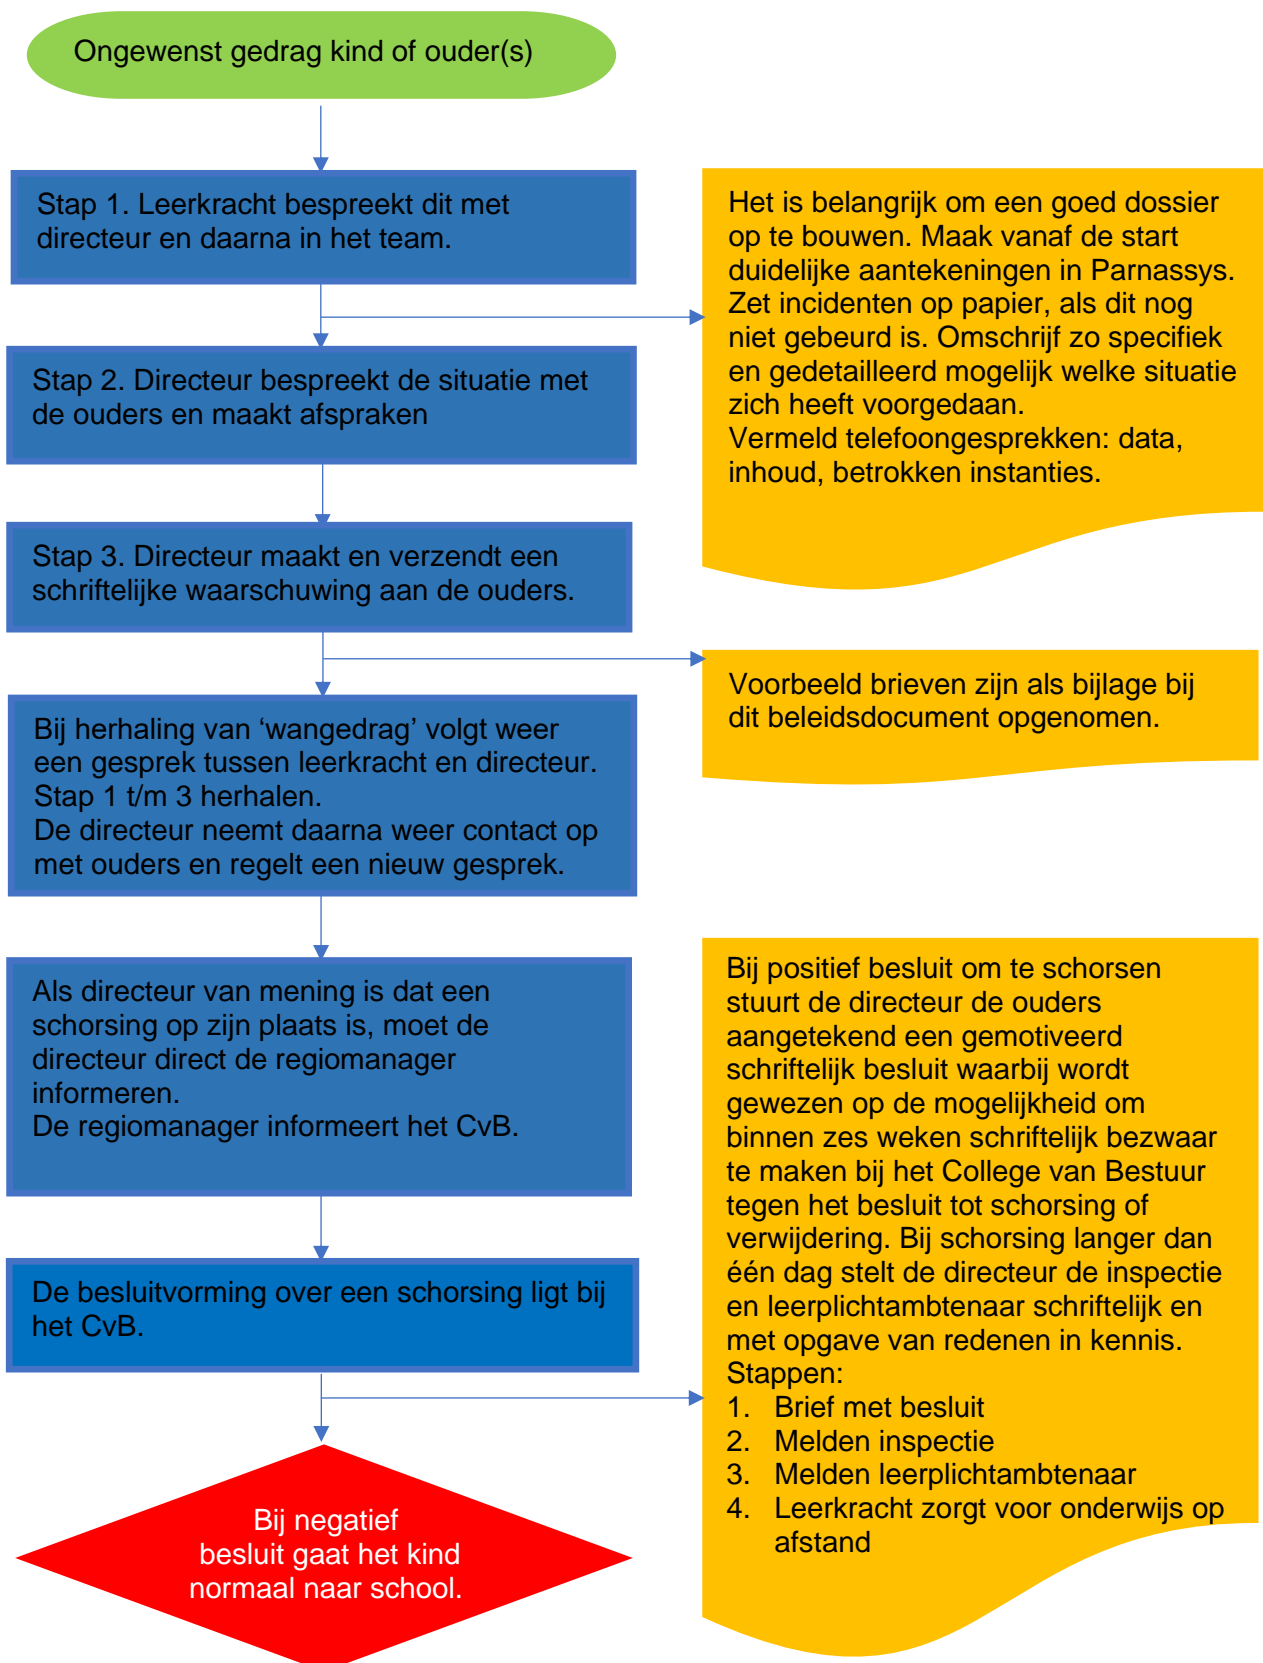 Ongewenst gedrag kind of ouder(s)
Stap 1. Leerkracht bespreekt dit met
directeur en daarna in het team.
Het is belangrijk om een goed dossier
op te bouwen. Maak vanaf de start
duidelijke aantekeningen in Parnassys.
Zet incidenten op papier, als dit nog
niet gebeurd is. Omschrijf zo specifiek
en gedetailleerd mogelijk welke situatie
zich heeft voorgedaan.
Vermeld telefoongesprekken: data,
inhoud, betrokken instanties.
Stap 2. Directeur bespreekt de situatie met
de ouders en maakt afspraken
Stap 3. Directeur maakt en verzendt een
schriftelijke waarschuwing aan de ouders.
Voorbeeld brieven zijn als bijlage bij
dit beleidsdocument opgenomen.
Bij herhaling van ‘wangedrag’ volgt weer
een gesprek tussen leerkracht en directeur.
Stap 1 t/m 3 herhalen.
De directeur neemt daarna weer contact op
met ouders en regelt een nieuw gesprek.
Als directeur van mening is dat een
schorsing op zijn plaats is, moet de
directeur direct de regiomanager
informeren.
De regiomanager informeert het CvB.
De besluitvorming over een schorsing ligt bij
het CvB.
Bij positief besluit om te schorsen
stuurt de directeur de ouders
aangetekend een gemotiveerd
schriftelijk besluit waarbij wordt
gewezen op de mogelijkheid om
binnen zes weken schriftelijk bezwaar
te maken bij het College van Bestuur
tegen het besluit tot schorsing of
verwijdering. Bij schorsing langer dan
één dag stelt de directeur de inspectie
en leerplichtambtenaar schriftelijk en
met opgave van redenen in kennis.
Stappen:
1. Brief met besluit
2. Melden inspectie
3. Melden leerplichtambtenaar
4. Leerkracht zorgt voor onderwijs op
afstand
Bij negatief
besluit gaat het kind
normaal naar school.